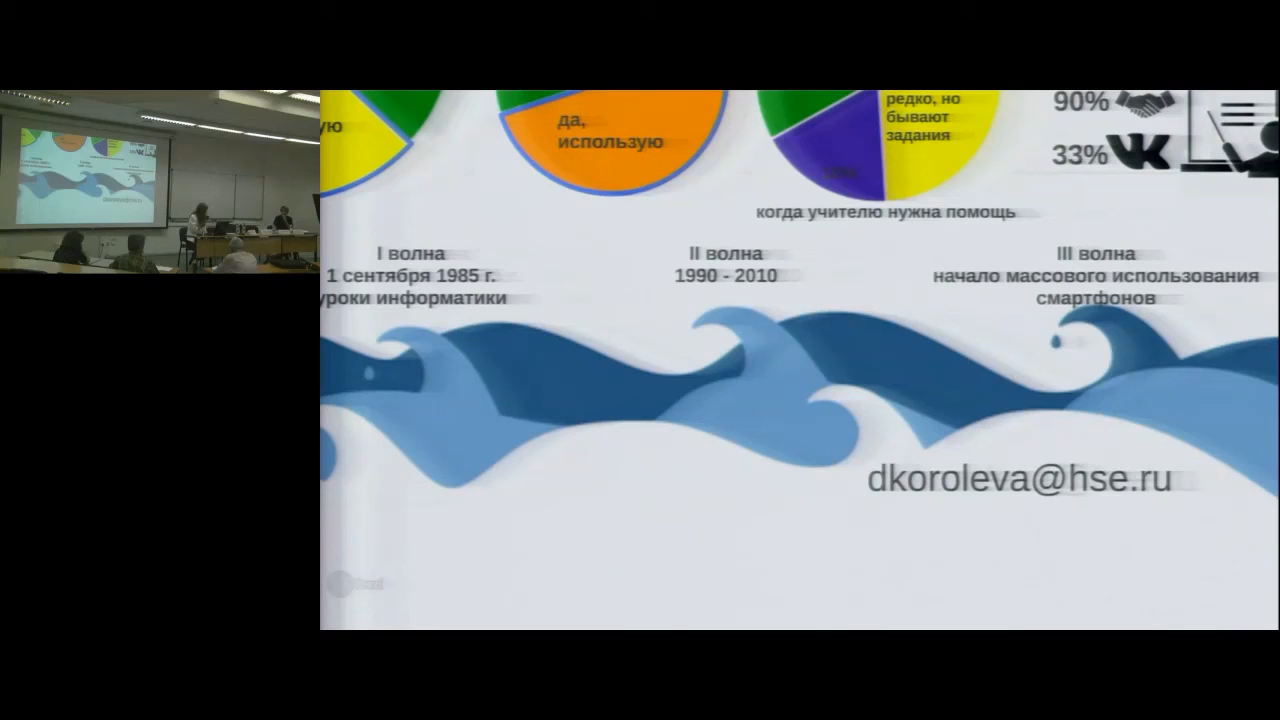 да,
использую
редко, но
бывают
задания
90%
33%
когда учителю нужна помощь
I волна
1 сентября 1985 г.
уроки информатики
II волна
1990 - 2010
III волна
начало массового использования
смартфонов
dkoroleva@hse.ru